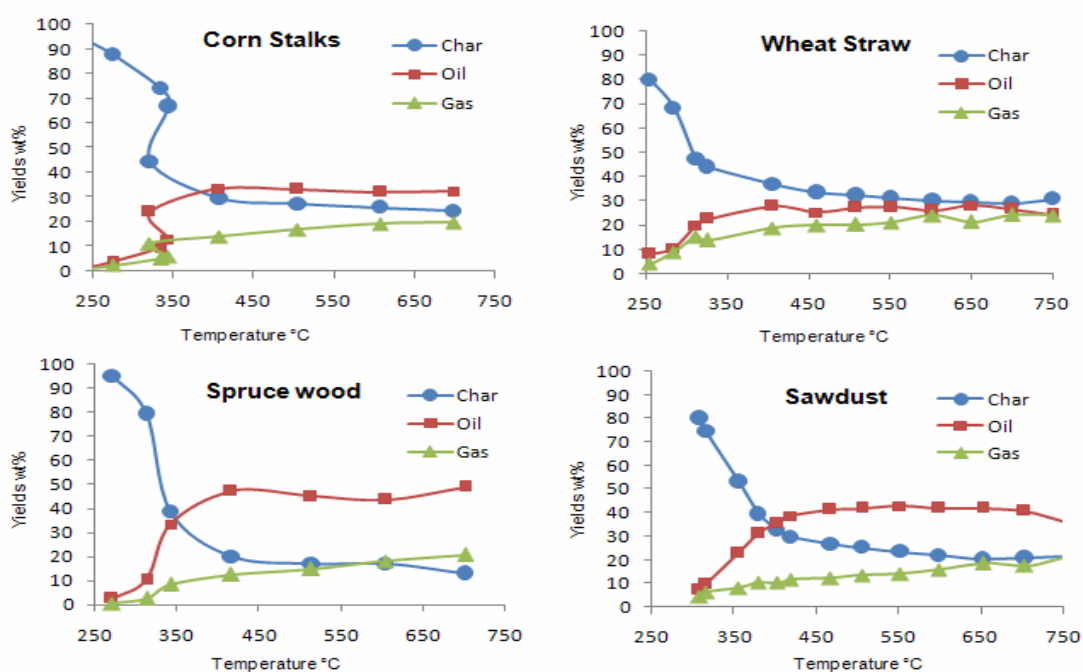 Corn Stalks
Char
Oil
Gas
Yields wt%
100
90
80
70
60
50
40
30
20
10
0
250 350 450 550 650 750
Temperature °C
Wheat Straw
Char
Oil
Gas
Yields wt%
100
90
80
70
60
50
40
30
20
10
0
250 350 450 550 650 750
Temperature °C
Spruce wood
Char
Oil
Gas
Yields wt%
100
90
80
70
60
50
40
30
20
10
0
250 350 450 550 650 750
Temperature °C
Sawdust
Char
Oil
Gas
Yields wt%
100
90
80
70
60
50
40
30
20
10
0
250 350 450 550 650 750
Temperature °C